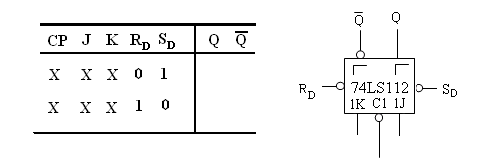 CP J K R_D S_D Q Q̅
X X X 0 1
X X X 1 0
Q̅ Q
R_D 74LS112 S_D
1K C1 1J